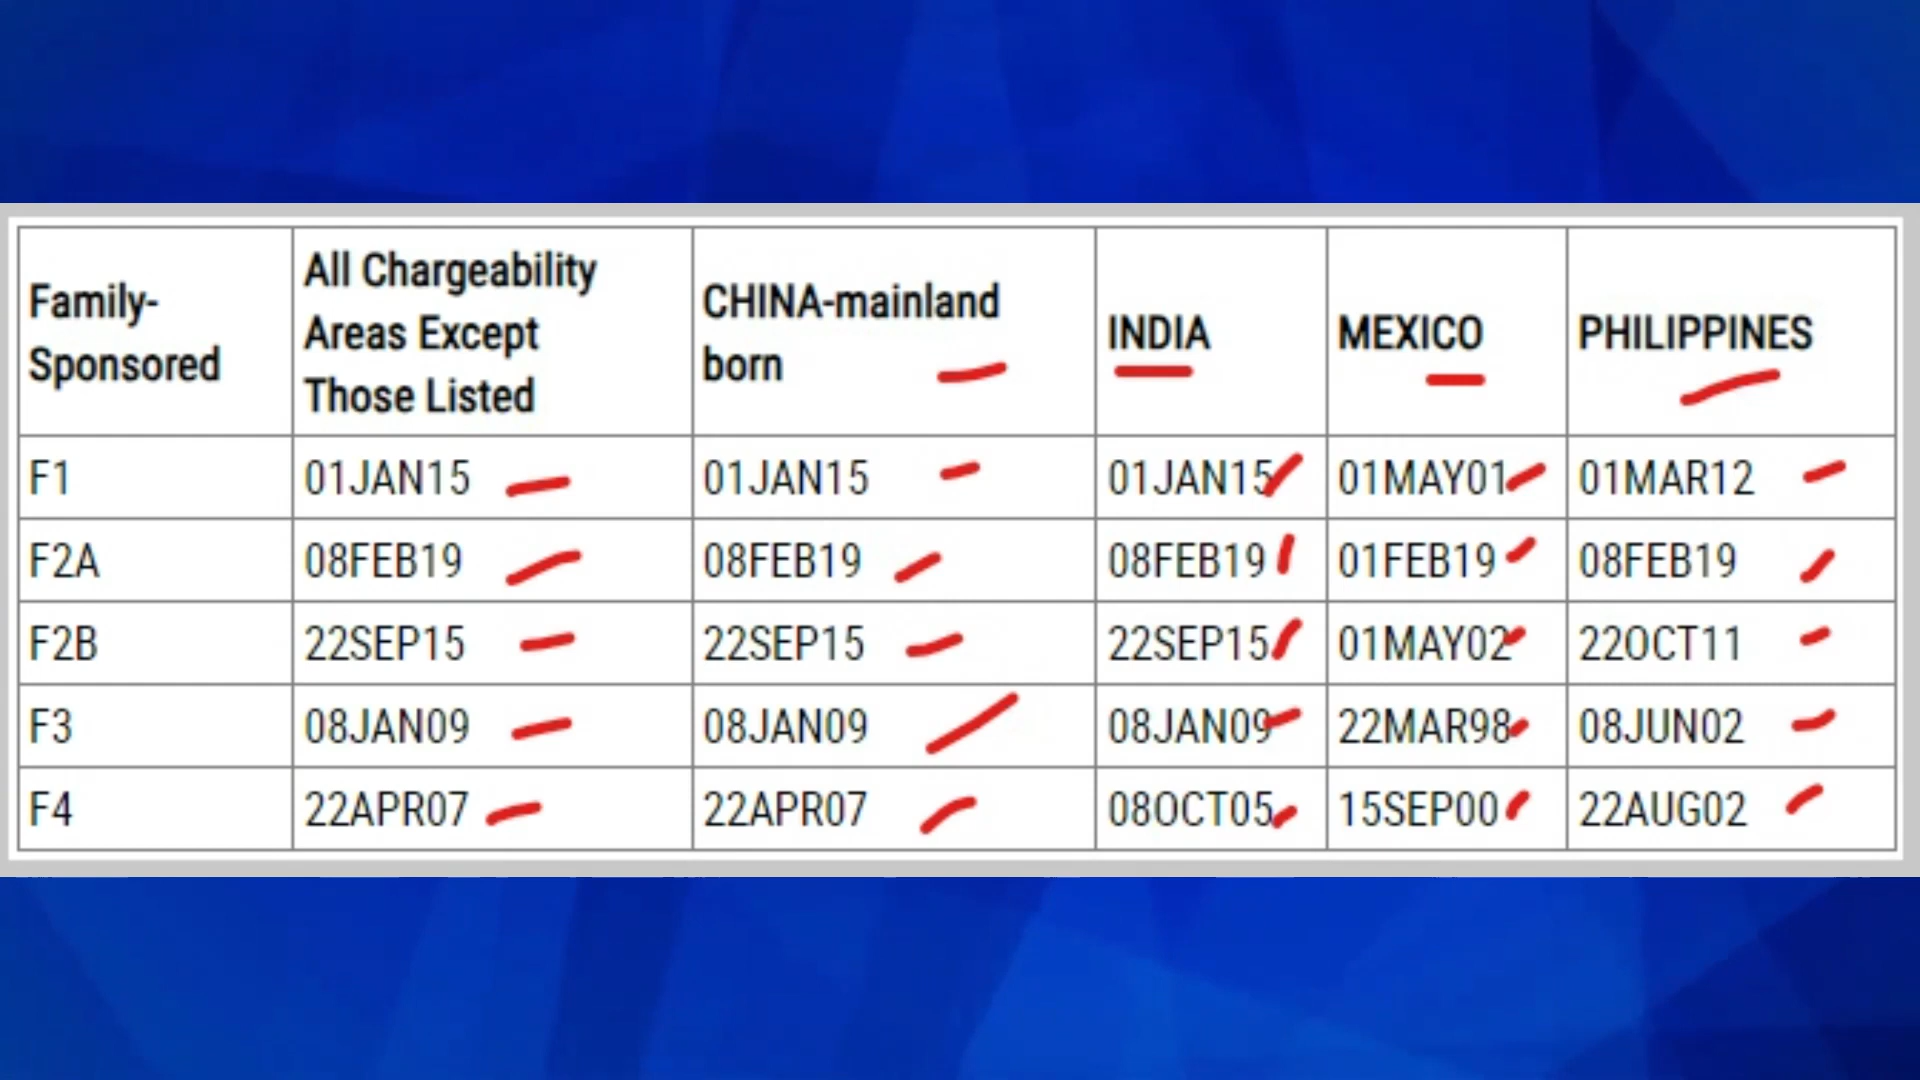 Family-
Sponsored
All Chargeability
Areas Except
Those Listed
CHINA-mainland
born
INDIA
MEXICO
PHILIPPINES
F1 01JAN15 01JAN15 01JAN15 01MAY01 01MAR12
F2A 08FEB19 08FEB19 08FEB19 01FEB19 08FEB19
F2B 22SEP15 22SEP15 22SEP15 01MAY02 22OCT11
F3 08JAN09 08JAN09 08JAN09 22MAR98 08JUN02
F4 22APR07 22APR07 08OCT05 15SEP00 22AUG02